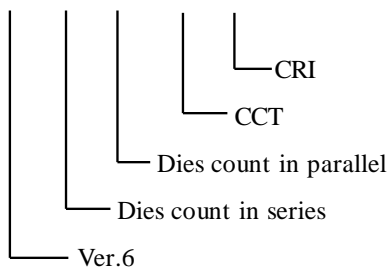 CRI
CCT
Dies count in parallel
Dies count in series
Ver.6